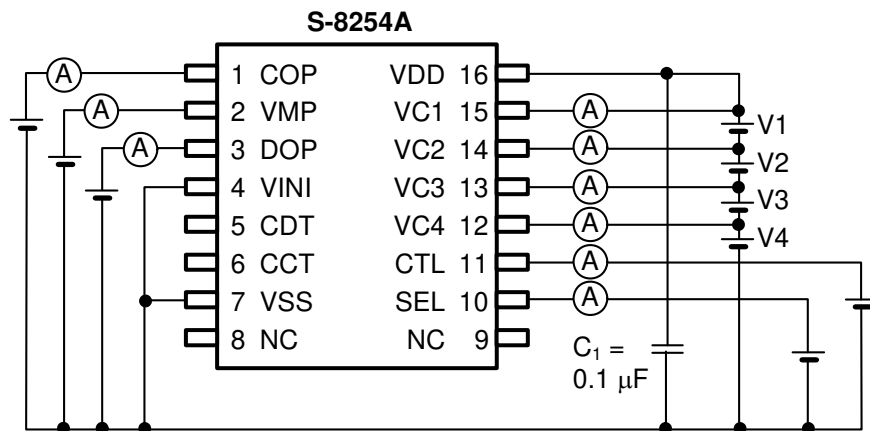 S-8254A
A
A
A
1 COP
2 VMP
3 DOP
4 VINI
5 CDT
6 CCT
7 VSS
8 NC
VDD 16
VC1 15
VC2 14
VC3 13
VC4 12
CTL 11
SEL 10
NC 9
A
A
A
A
A
A
V1
V2
V3
V4
C₁ =
0.1 μF